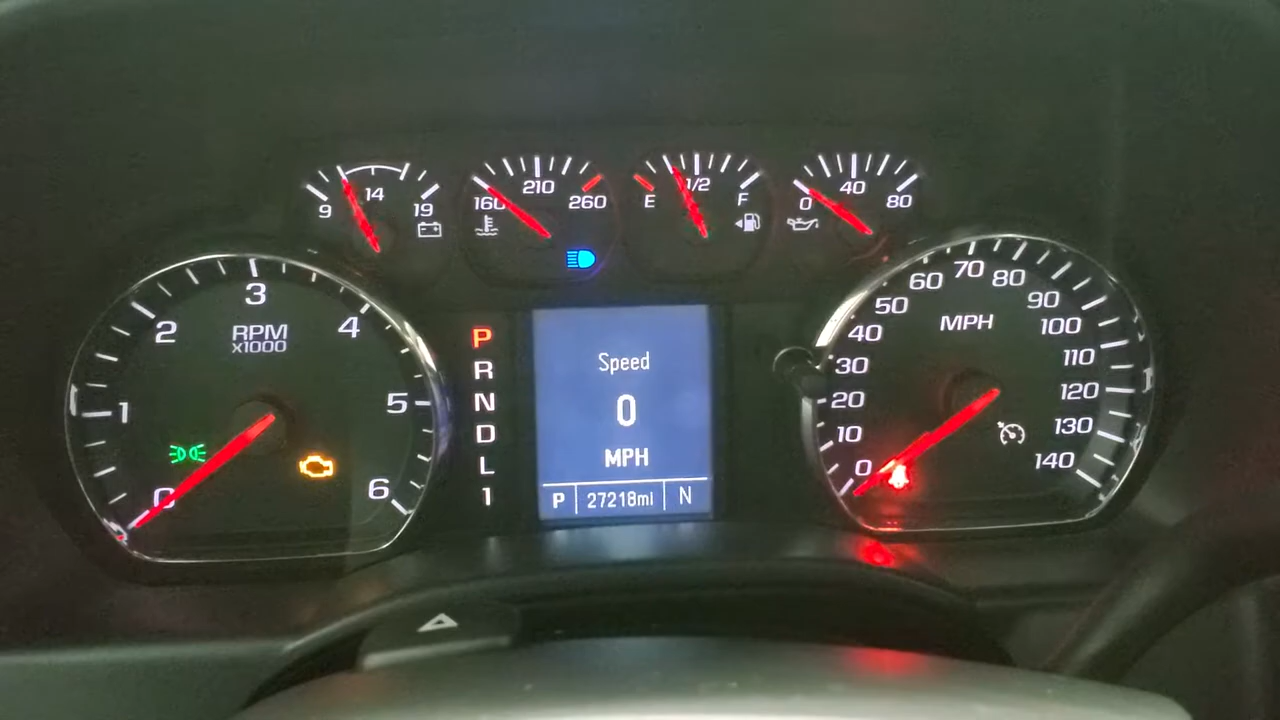 9 14 19
160 210 260
E 1/2 F
0 40 80
0 1 2 3 4 5 6
RPM
x1000
P
R
N
D
L
1
Speed
0
MPH
P 27218mi N
0 10 20 30 40 50 60 70 80 90 100 110 120 130 140
MPH